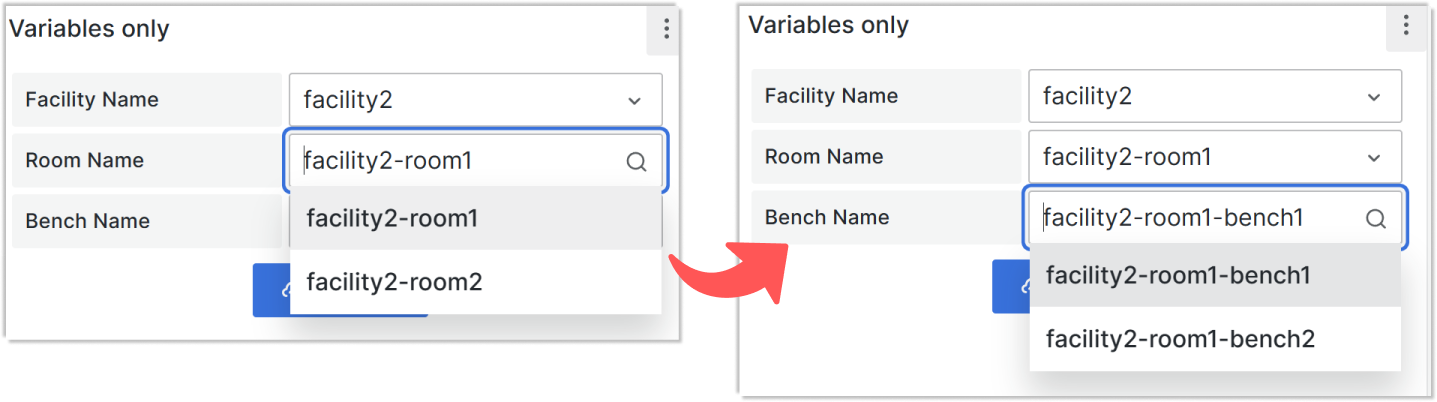 Variables only
Facility Name facility2
Room Name facility2-room1
facility2-room1
Bench Name
facility2-room2
Variables only
Facility Name facility2
Room Name facility2-room1
Bench Name facility2-room1-bench1
facility2-room1-bench1
facility2-room1-bench2